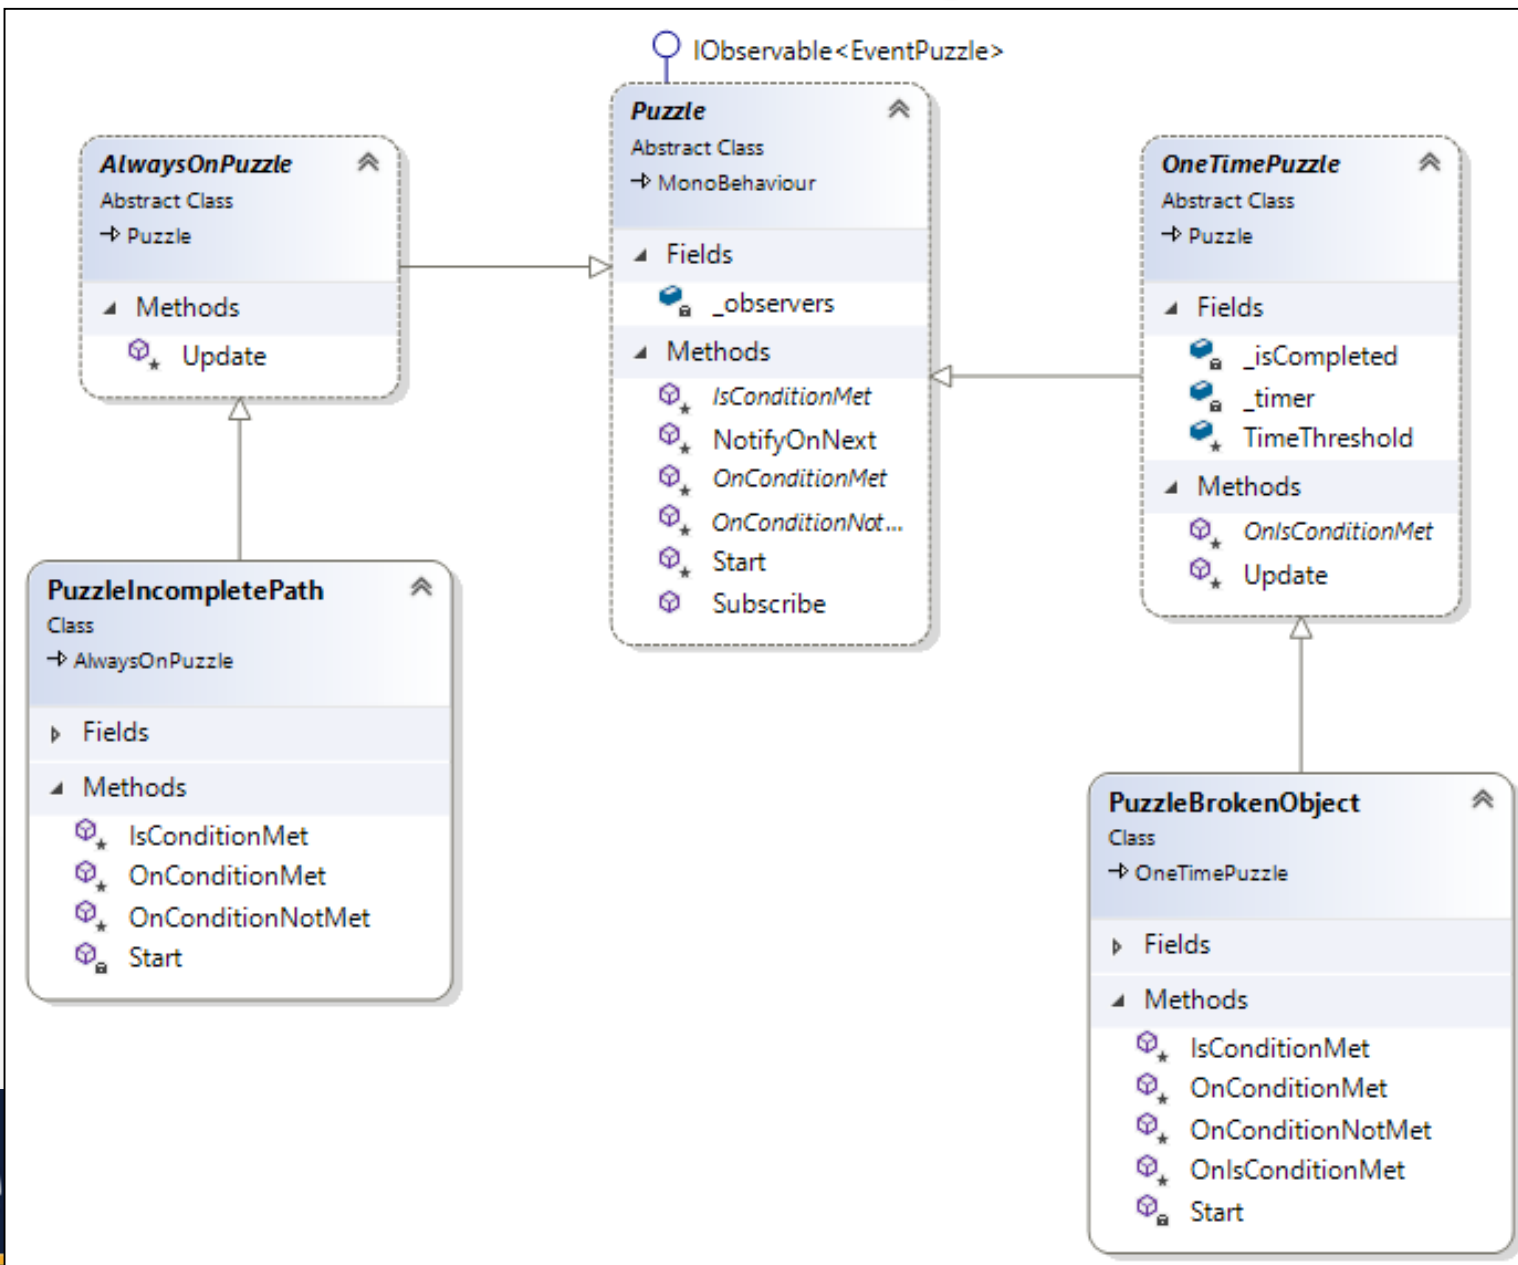 IObservable<EventPuzzle>
Puzzle
Abstract Class
MonoBehaviour
Fields
_observers
Methods
IsConditionMet
NotifyOnNext
OnConditionMet
OnConditionNot...
Start
Subscribe
AlwaysOnPuzzle
Abstract Class
Puzzle
Methods
Update
OneTimePuzzle
Abstract Class
Puzzle
Fields
_isCompleted
_timer
TimeThreshold
Methods
OnIsConditionMet
Update
PuzzleIncompletePath
Class
AlwaysOnPuzzle
Fields
Methods
IsConditionMet
OnConditionMet
OnConditionNotMet
Start
PuzzleBrokenObject
Class
OneTimePuzzle
Fields
Methods
IsConditionMet
OnConditionMet
OnConditionNotMet
OnIsConditionMet
Start